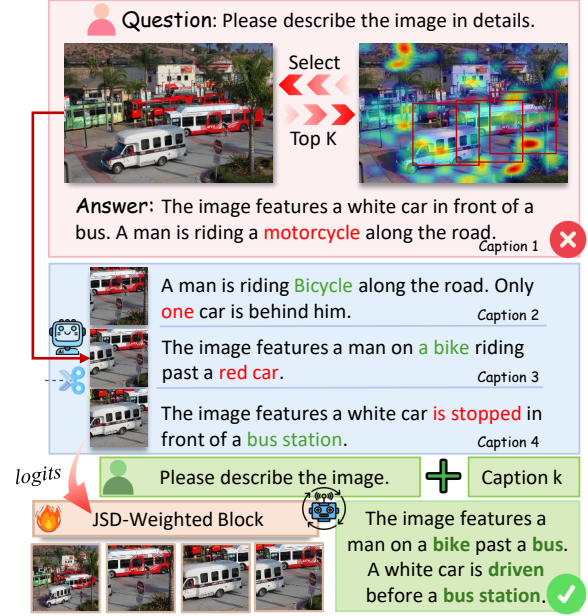 Question: Please describe the image in details.
Select
Top K
Answer: The image features a white car in front of a
bus. A man is riding a motorcycle along the road.
Caption 1
A man is riding Bicycle along the road. Only
one car is behind him.
Caption 2
The image features a man on a bike riding
past a red car.
Caption 3
The image features a white car is stopped in
front of a bus station.
Caption 4
logits
Please describe the image.
Caption k
JSD-Weighted Block
The image features a
man on a bike past a bus.
A white car is driven
before a bus station.